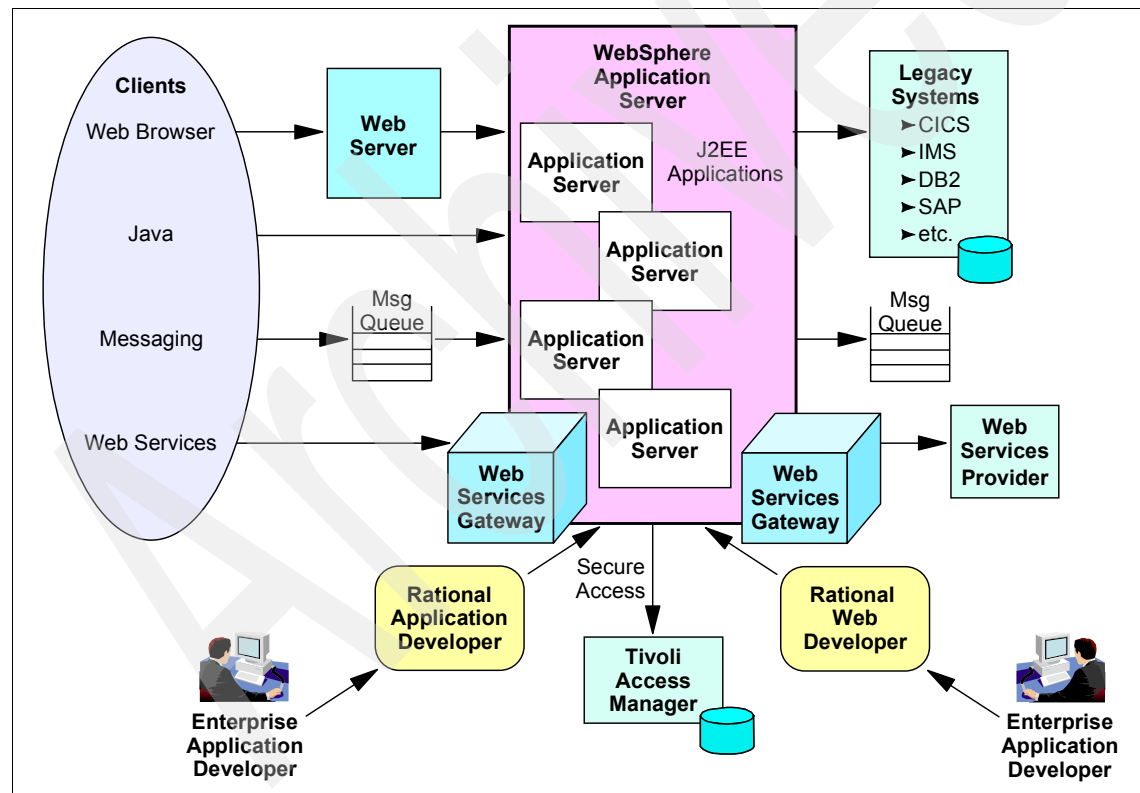 Clients
Web Browser
Java
Messaging
Web Services
Web
Server
Msg
Queue
WebSphere
Application
Server
J2EE
Applications
Application
Server
Application
Server
Application
Server
Application
Server
Web
Services
Gateway
Web
Services
Gateway
Legacy
Systems
►CICS
►IMS
►DB2
►SAP
►etc.
Msg
Queue
Web
Services
Provider
Rational
Application
Developer
Secure
Access
Rational
Web
Developer
Tivoli
Access
Manager
Enterprise
Application
Developer
Enterprise
Application
Developer